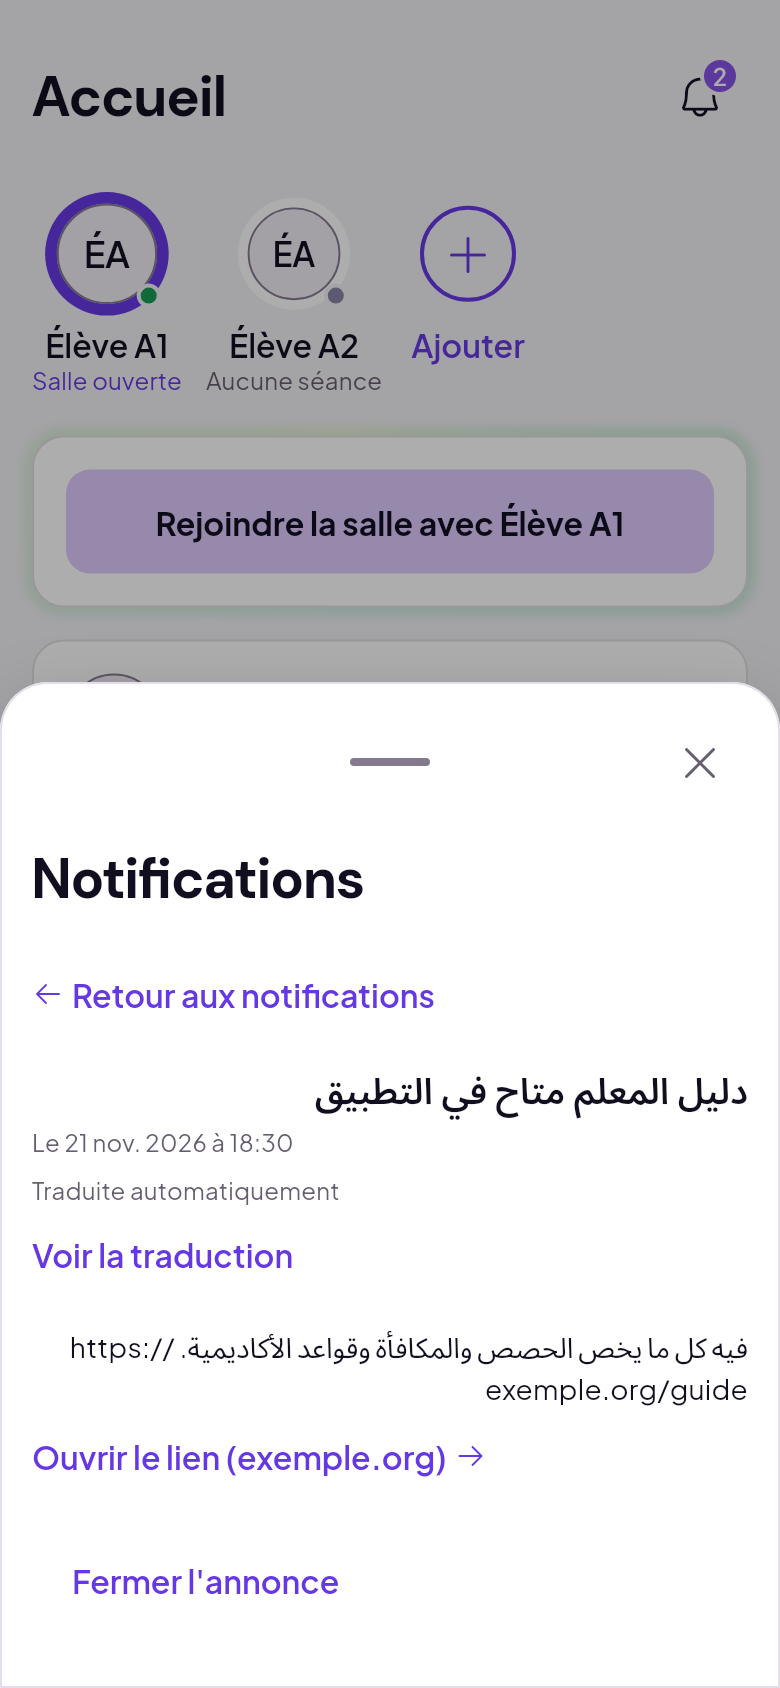 Accueil
2
ÉA
ÉA
Élève A1
Élève A2
Ajouter
Salle ouverte
Aucune séance
Rejoindre la salle avec Élève A1
Notifications
← Retour aux notifications
دليل المعلم متاح في التطبيق
Le 21 nov. 2026 à 18:30
Traduite automatiquement
Voir la traduction
فيه كل ما يخص الحصص والمكافأة وقواعد الأكاديمية. https://
exemple.org/guide
Ouvrir le lien (exemple.org) →
Fermer l'annonce